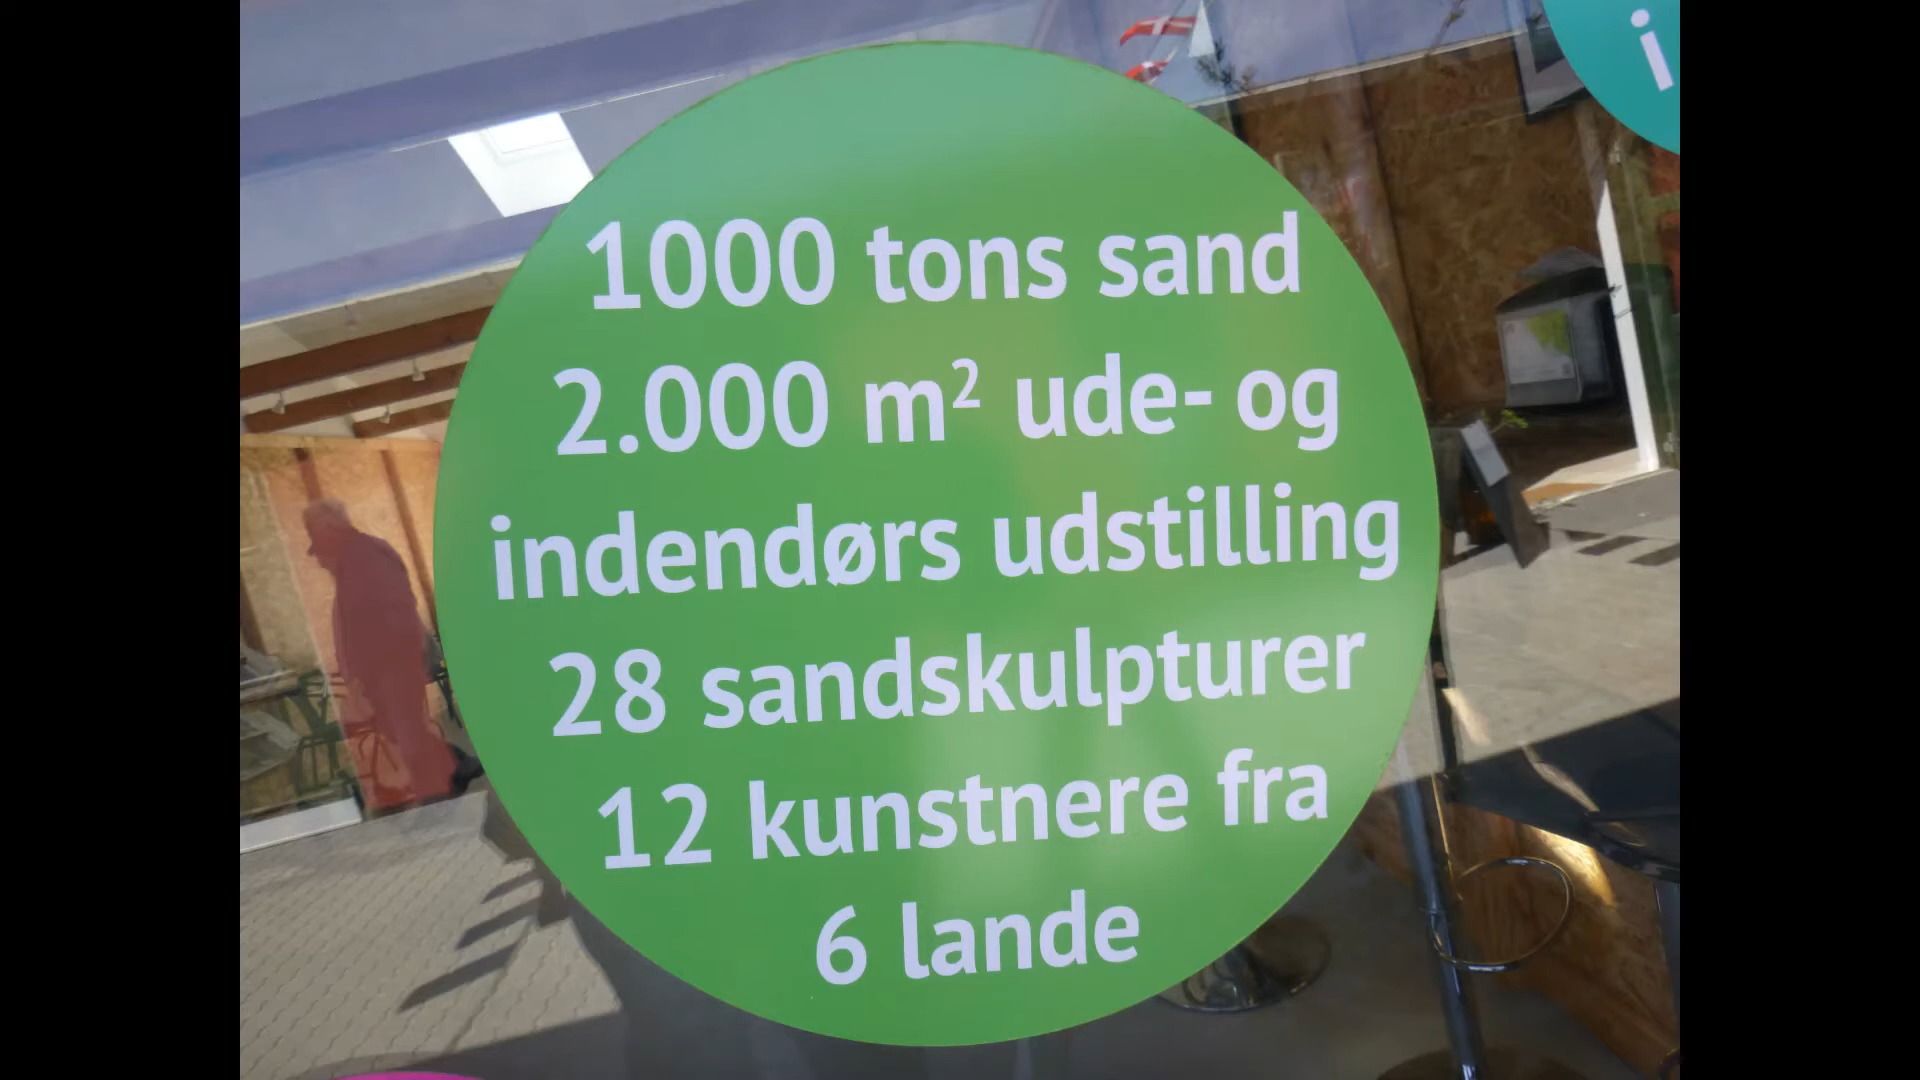 1000 tons sand
2.000 m² ude- og
indendørs udstilling
28 sandskulpturer
12 kunstnere fra
6 lande
i